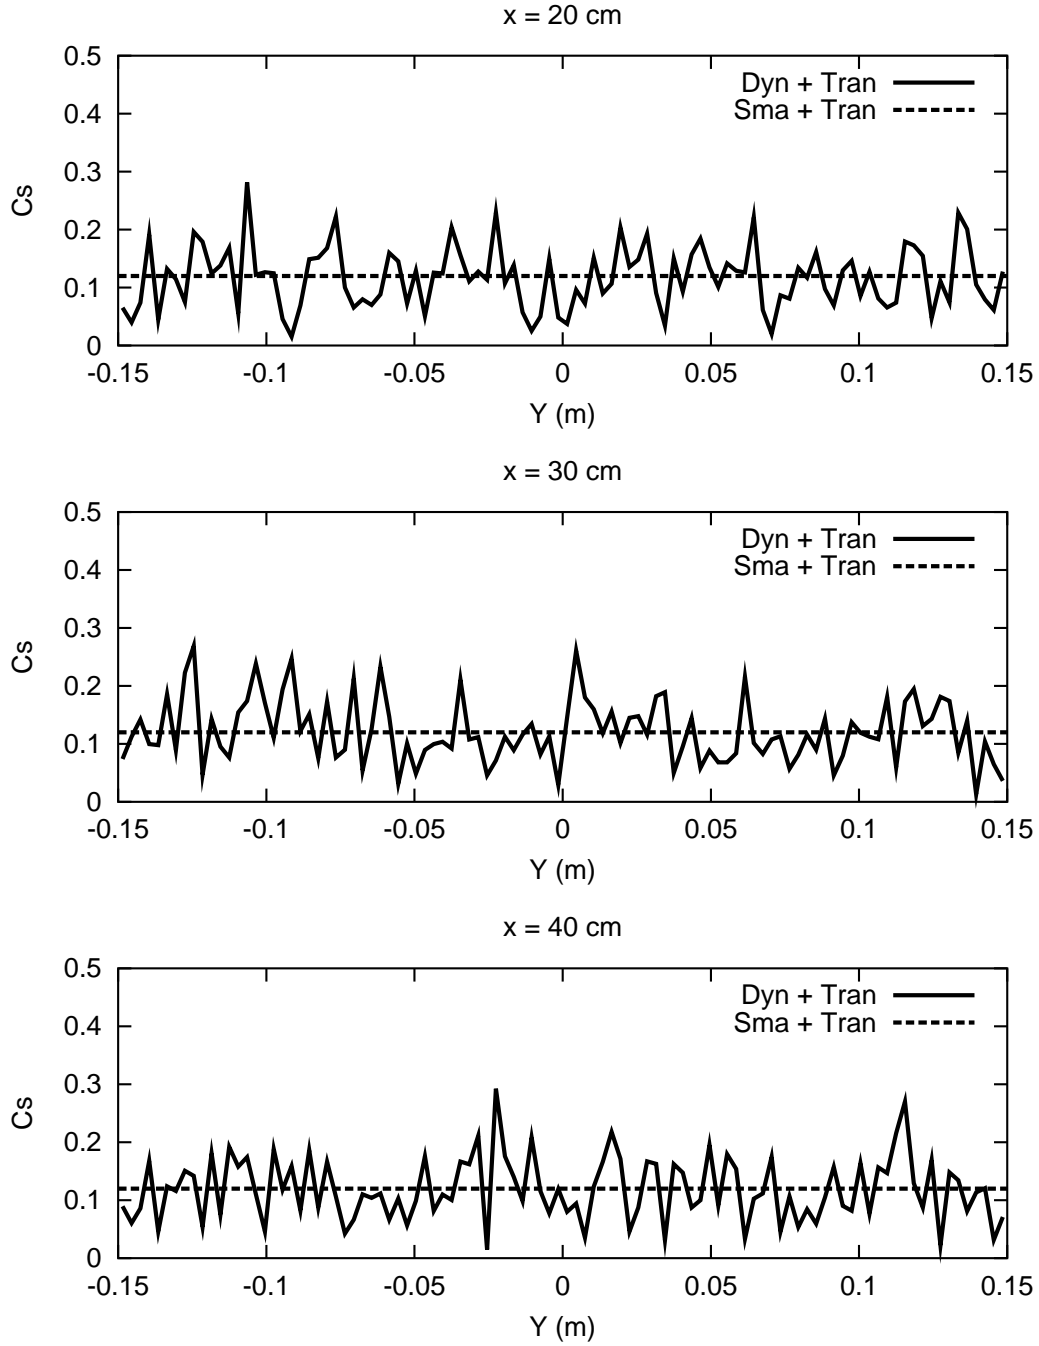 x = 20 cm
0.5
0.4
0.3
0.2
0.1
0
Cs
Dyn + Tran
Sma + Tran
-0.15 -0.1 -0.05 0 0.05 0.1 0.15
Y (m)
x = 30 cm
0.5
0.4
0.3
0.2
0.1
0
Cs
Dyn + Tran
Sma + Tran
-0.15 -0.1 -0.05 0 0.05 0.1 0.15
Y (m)
x = 40 cm
0.5
0.4
0.3
0.2
0.1
0
Cs
Dyn + Tran
Sma + Tran
-0.15 -0.1 -0.05 0 0.05 0.1 0.15
Y (m)